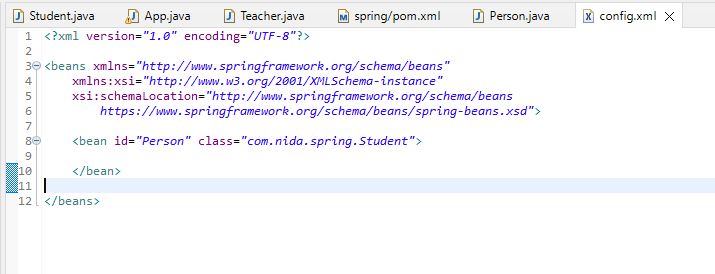 Student.java App.java Teacher.java spring/pom.xml Person.java config.xml
1 <?xml version="1.0" encoding="UTF-8"?>
2
3 <beans xmlns="http://www.springframework.org/schema/beans"
4 xmlns:xsi="http://www.w3.org/2001/XMLSchema-instance"
5 xsi:schemaLocation="http://www.springframework.org/schema/beans
6 https://www.springframework.org/schema/beans/spring-beans.xsd">
7
8 <bean id="Person" class="com.nida.spring.Student">
9
10 </bean>
11
12 </beans>